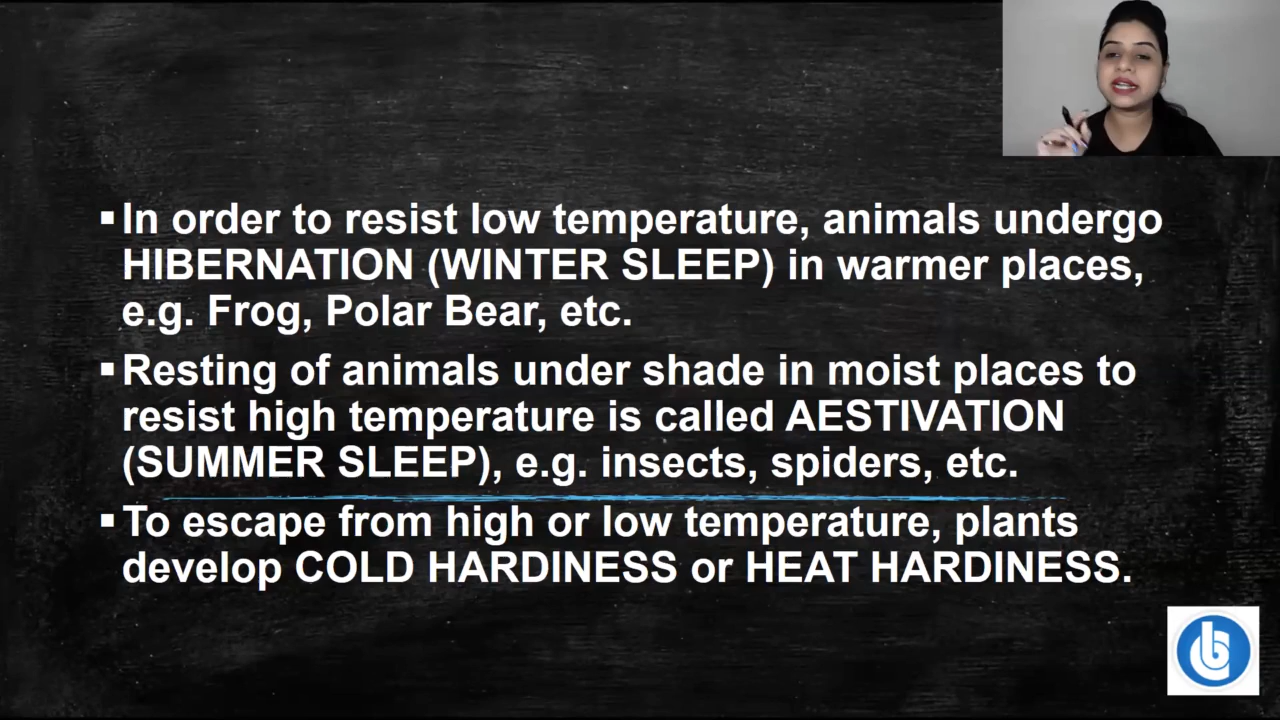 ▪In order to resist low temperature, animals undergo
HIBERNATION (WINTER SLEEP) in warmer places,
e.g. Frog, Polar Bear, etc.
▪Resting of animals under shade in moist places to
resist high temperature is called AESTIVATION
(SUMMER SLEEP), e.g. insects, spiders, etc.
▪To escape from high or low temperature, plants
develop COLD HARDINESS or HEAT HARDINESS.